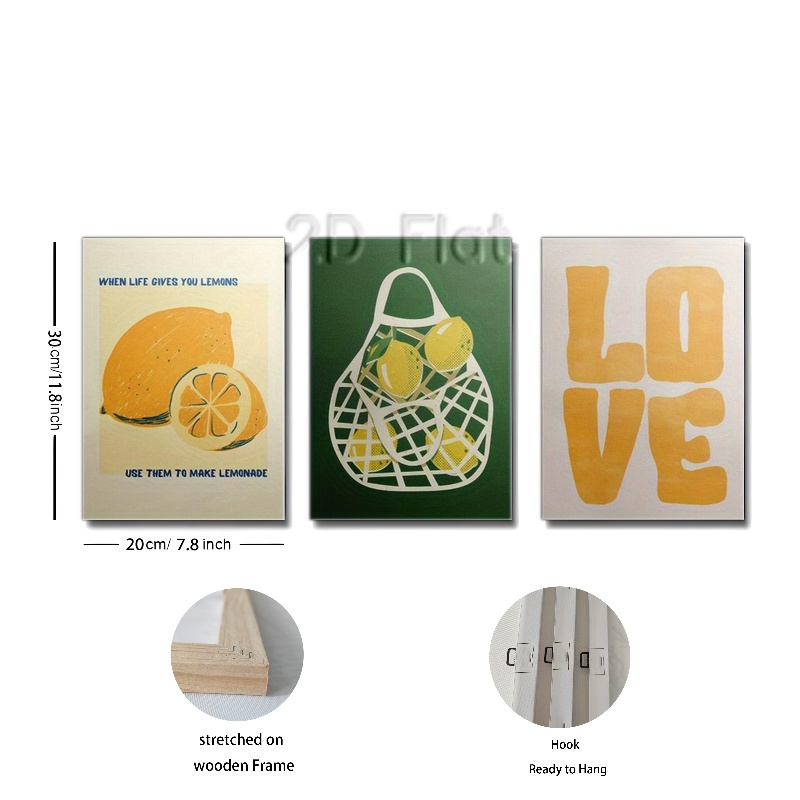 2D Flat
WHEN LIFE GIVES YOU LEMONS
USE THEM TO MAKE LEMONADE
LO
VE
30cm/11.8inch
20cm/ 7.8 inch
stretched on
wooden Frame
Hook
Ready to Hang